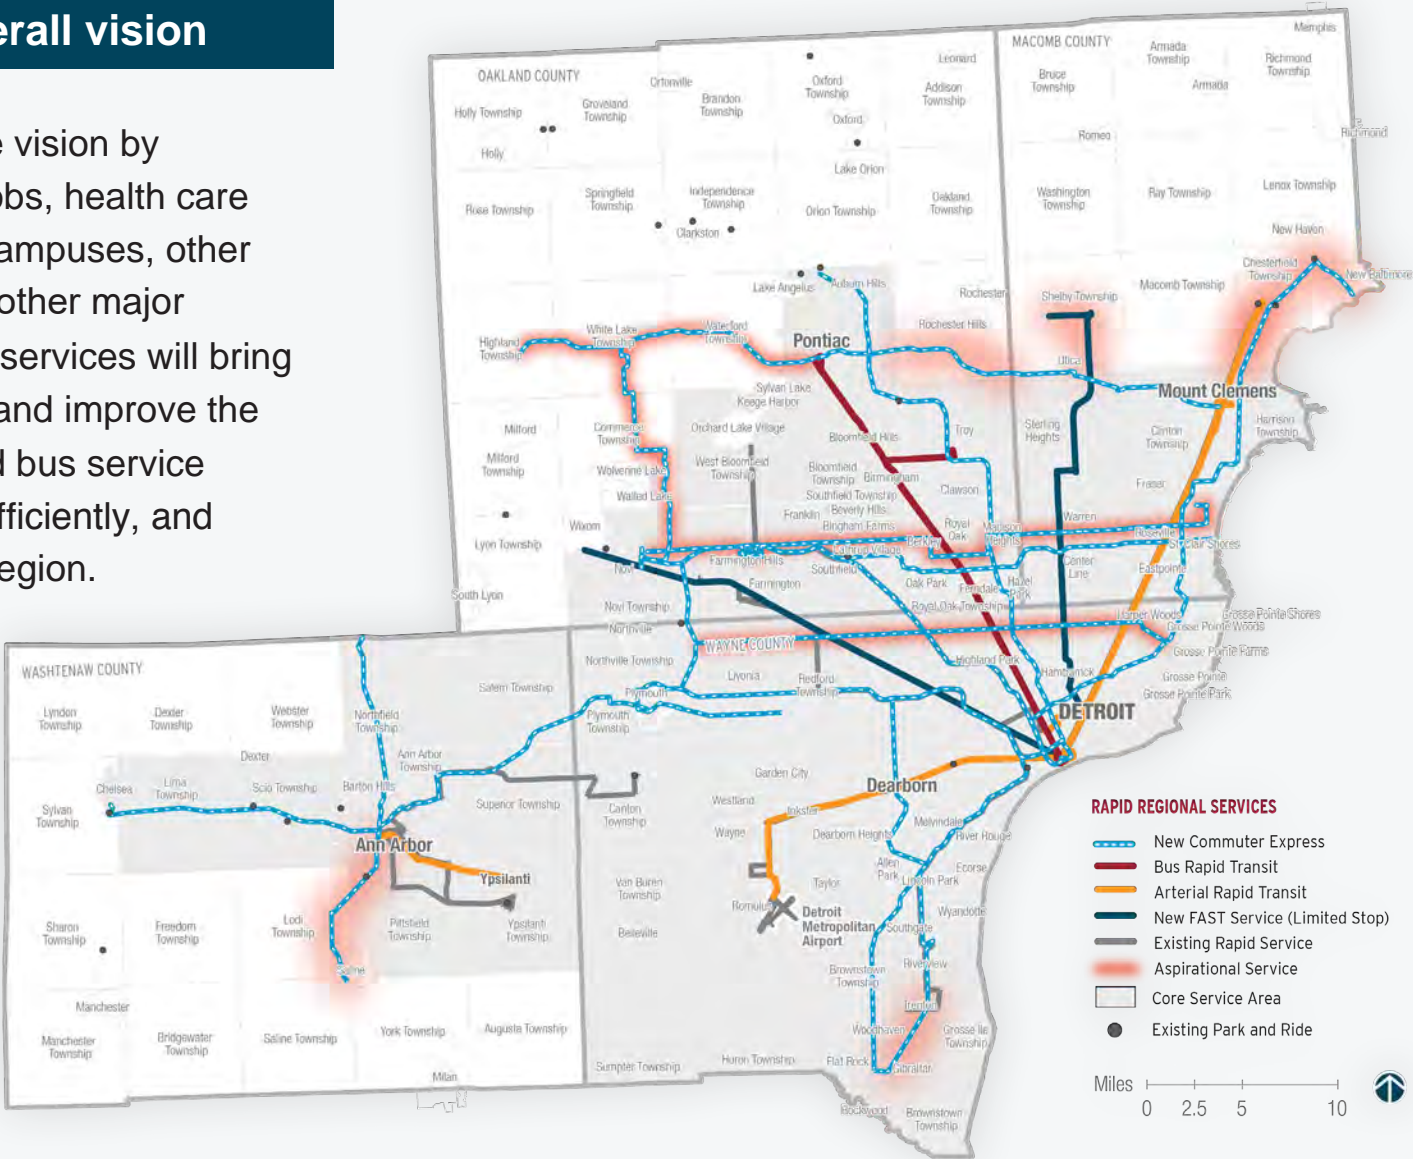 erall vision
e vision by
obs, health care
ampuses, other
other major
services will bring
and improve the
d bus service
fficiently, and
egion.
OAKLAND COUNTY
MACOMB COUNTY
Memphis
Leonard
Armada
Township
Richmond
Township
Ortonville
Oxford
Township
Addison
Township
Bruce
Township
Armada
Holly Township
Groveland
Township
Brandon
Township
Oxford
Romeo
Richmond
Holly
Lake Orion
Rose Township
Springfield
Township
Independence
Township
Orion Township
Oakland
Township
Washington
Township
Ray Township
Lenox Township
Clarkston
New Haven
Chesterfield
Township
New Baltimore
Lake Angelus
Auburn Hills
Rochester
Shelby Township
Macomb Township
Highland
Township
White Lake
Township
Waterford
Township
Pontiac
Rochester Hills
Utica
Sylvan Lake
Keego Harbor
Mount Clemens
Harrison
Township
Milford
Commerce
Township
Orchard Lake Village
Bloomfield Hills
Troy
Sterling
Heights
Clinton
Township
Milford
Township
Wolverine Lake
West Bloomfield
Township
Bloomfield
Township
Birmingham
Clawson
Fraser
Walled Lake
Southfield Township
Franklin
Beverly Hills
Bingham Farms
Royal
Oak
Madison
Heights
Warren
Wixom
Roseville
Lyon Township
Berkley
Lathrup Village
St Clair Shores
Novi
Farmington Hills
Southfield
Center
Line
Eastpointe
Farmington
Oak Park
Ferndale
Hazel
Park
South Lyon
Novi Township
Royal Oak Township
Harper Woods
Grosse Pointe Shores
Northville
Grosse Pointe Woods
WASHTENAW COUNTY
WAYNE COUNTY
Grosse Pointe Farms
Northville Township
Highland Park
Hamtramck
Grosse Pointe
Salem Township
Plymouth
Livonia
Redford
Township
Grosse Pointe Park
Lyndon
Township
Dexter
Township
Webster
Township
Northfield
Township
Plymouth
Township
DETROIT
Dexter
Ann Arbor
Township
Garden City
Dearborn
Chelsea
Lima
Township
Scio Township
Barton Hills
Superior Township
Canton
Township
Westland
Inkster
Sylvan
Township
Wayne
Dearborn Heights
Melvindale
River Rouge
Ann Arbor
Allen
Park
Lincoln Park
Ecorse
Ypsilanti
Van Buren
Township
Taylor
Romulus
Wyandotte
Sharon
Township
Freedom
Township
Lodi
Township
Pittsfield
Township
Ypsilanti
Township
Belleville
Detroit
Metropolitan
Airport
Southgate
Saline
Brownstown
Township
Riverview
Manchester
Trenton
Manchester
Township
Bridgewater
Township
Saline Township
York Township
Augusta Township
Woodhaven
Grosse Ile
Township
Sumpter Township
Huron Township
Flat Rock
Gibraltar
Milan
Rockwood
Brownstown
Township
RAPID REGIONAL SERVICES
New Commuter Express
Bus Rapid Transit
Arterial Rapid Transit
New FAST Service (Limited Stop)
Existing Rapid Service
Aspirational Service
Core Service Area
Existing Park and Ride
Miles
0 2.5 5 10